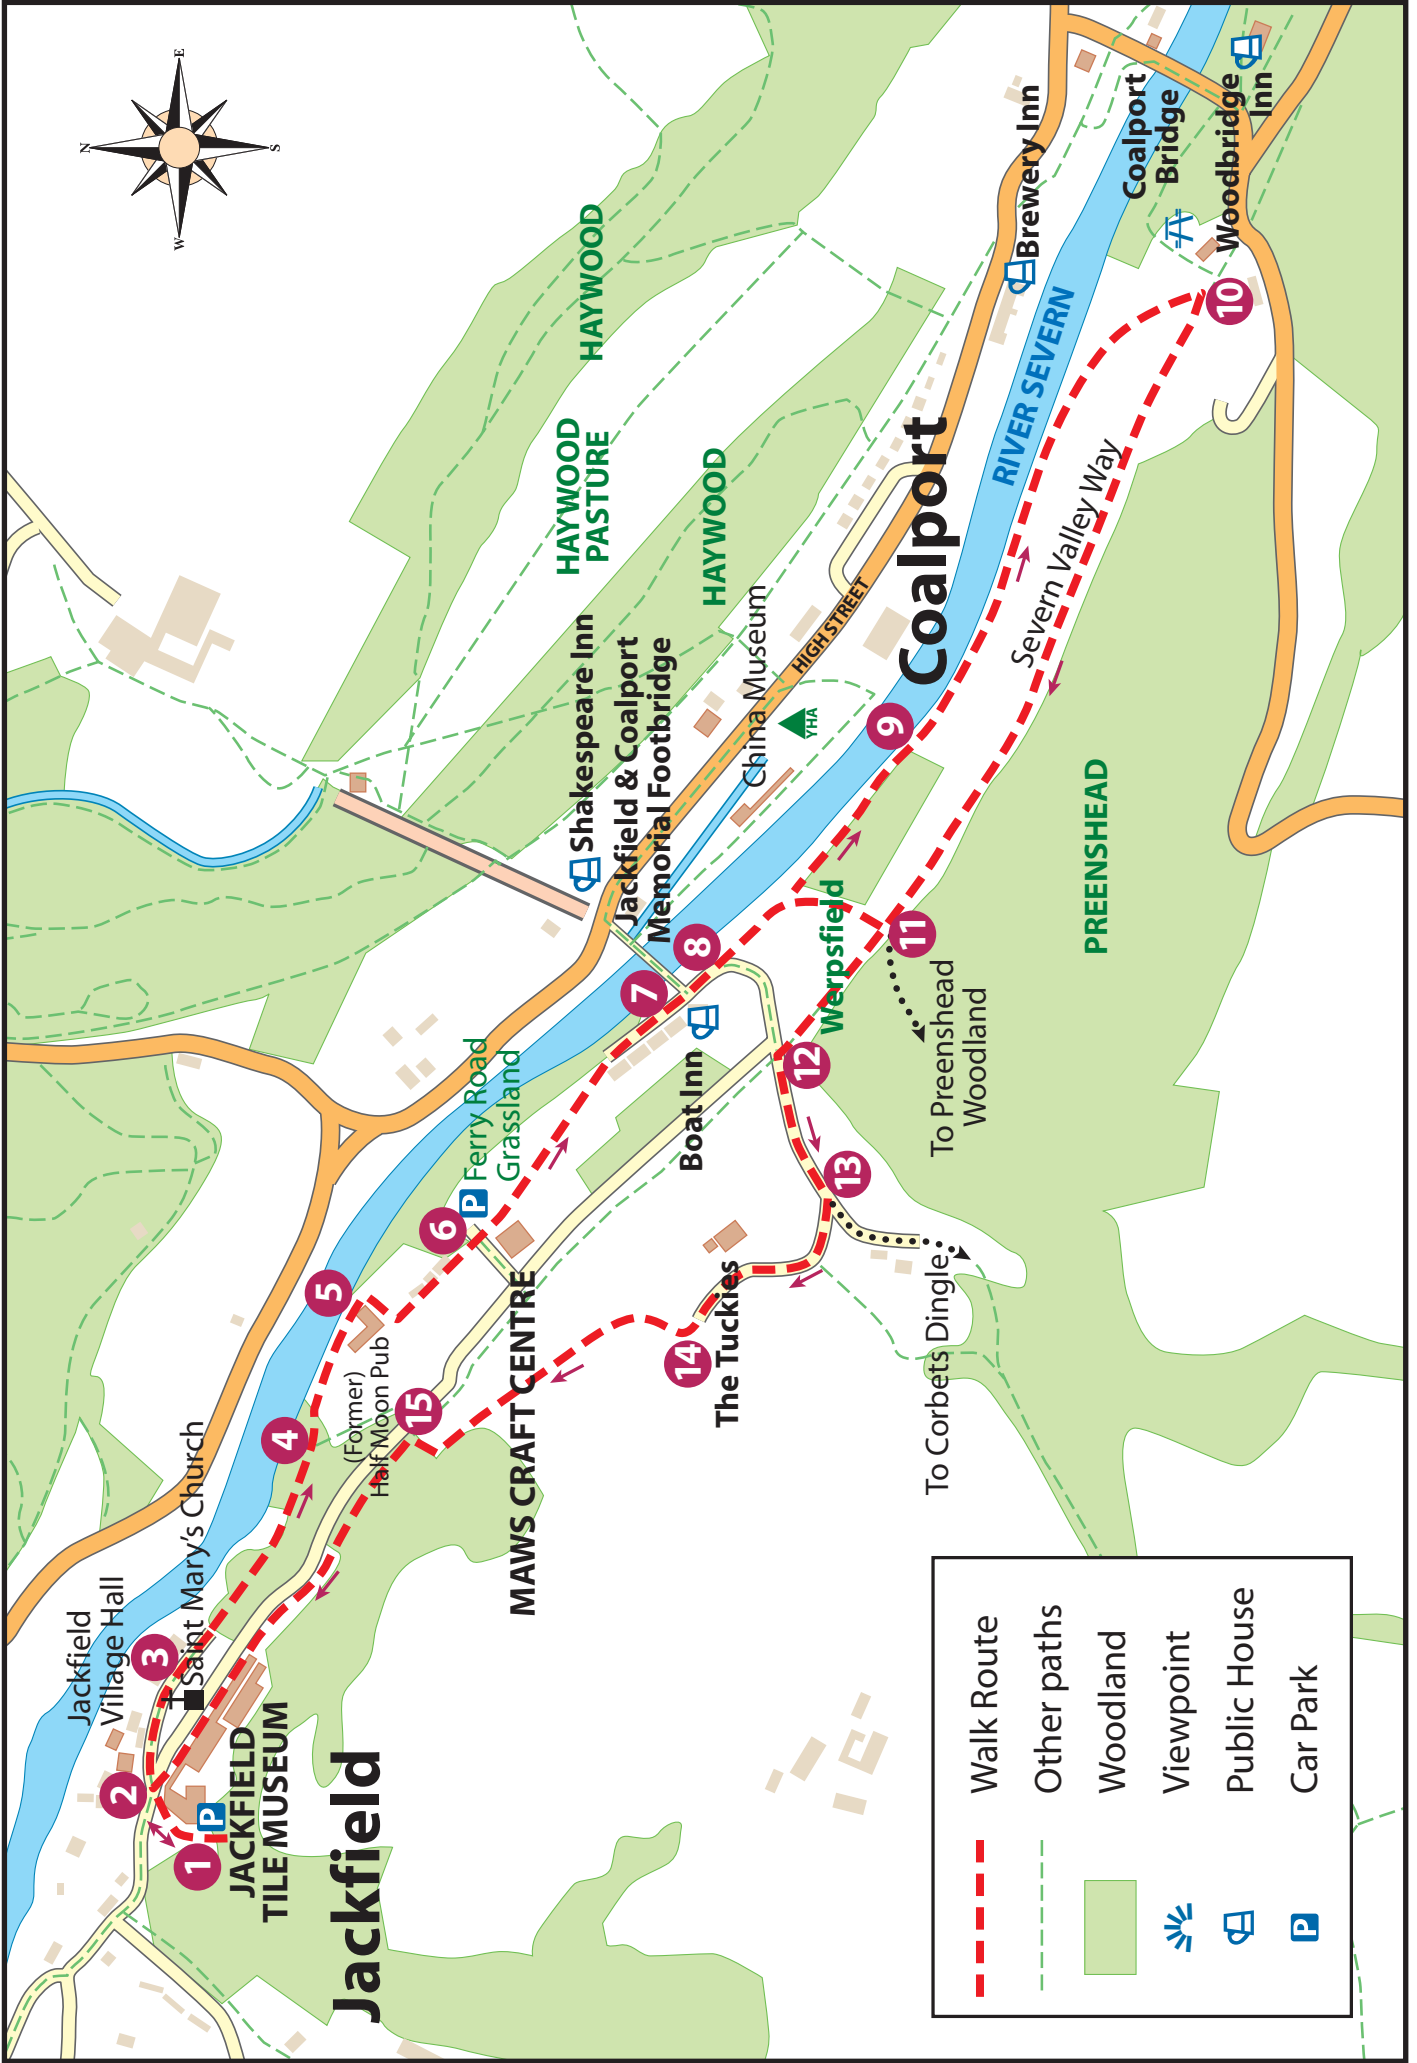 N
E
S
W
Jackfield
Village Hall
Saint Mary's Church
JACKFIELD
TILE MUSEUM
Jackfield
(Former)
Half Moon Pub
MAWS CRAFT CENTRE
Ferry Road
Grassland
Boat Inn
The Tuckies
To Corbets Dingle
To Preenshead
Woodland
Werpsfield
PREENSHEAD
Shakespeare Inn
Jackfield & Coalport
Memorial Footbridge
China Museum
YHA
HIGH STREET
HAYWOOD
HAYWOOD
PASTURE
HAYWOOD
Coalport
RIVER SEVERN
Severn Valley Way
Brewery Inn
Coalport
Bridge
Woodbridge
Inn
1
2
3
4
5
6
7
8
9
10
11
12
13
14
15
P
P
Walk Route
Other paths
Woodland
Viewpoint
Public House
P
Car Park